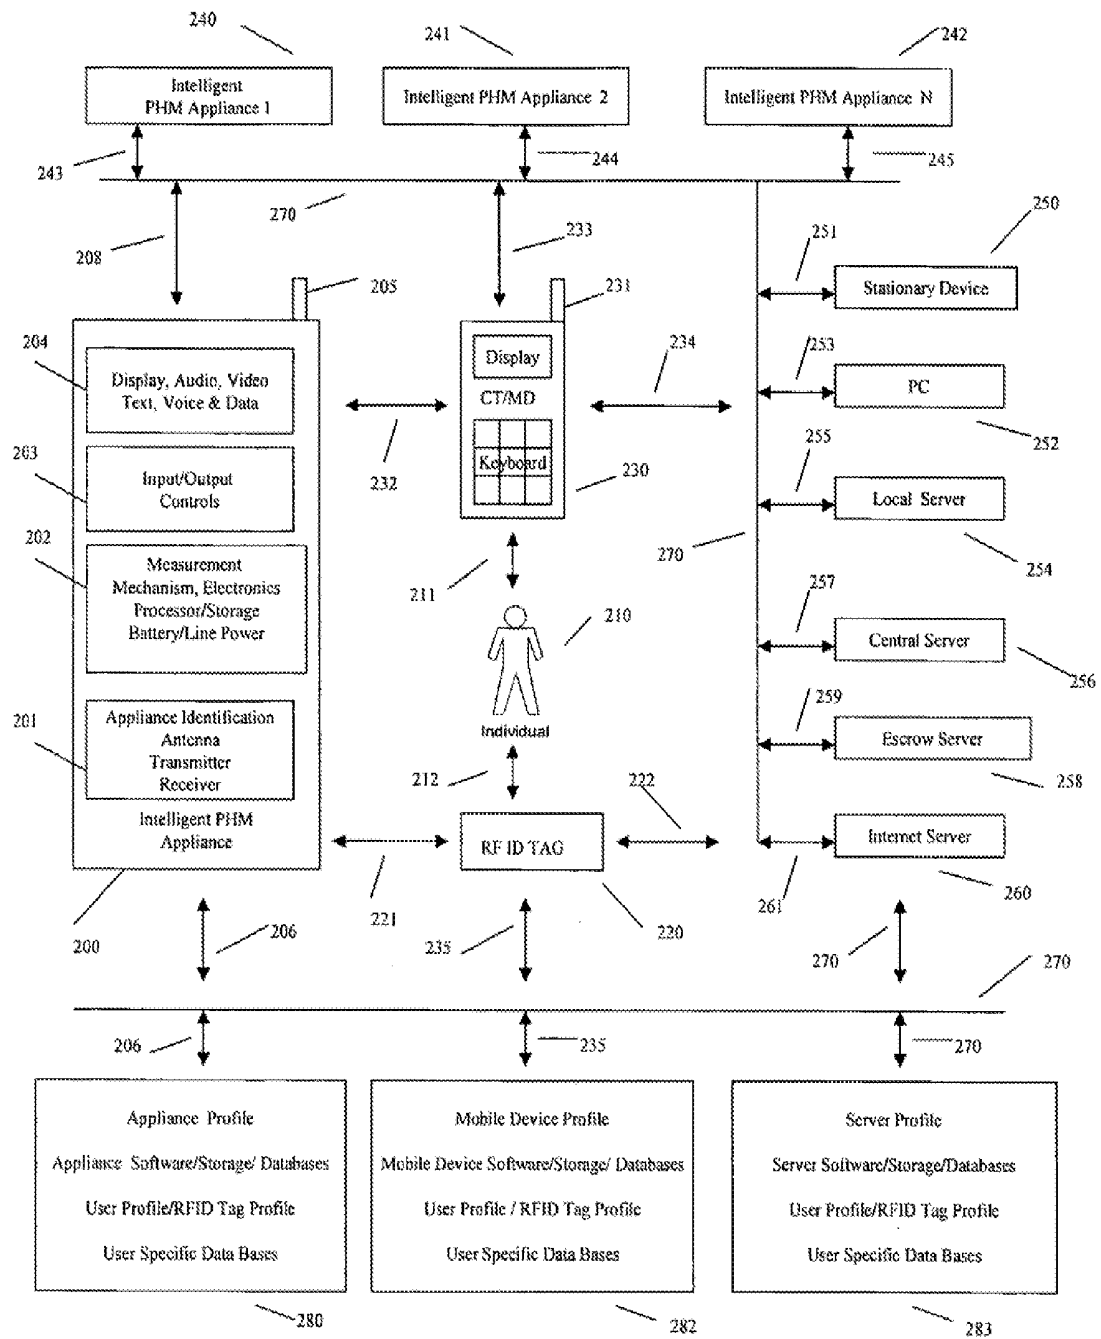 240
241
242
Intelligent
PHM Appliance 1
Intelligent PHM Appliance 2
Intelligent PHM Appliance N
243
244
245
270
208
233
250
251
205
231
Stationary Device
204
Display, Audio, Video
Text, Voice & Data
Display
CT/MD
234
253
PC
203
Input/Output
Controls
232
Keyboard
230
252
255
202
Local Server
Measurement
Mechanism, Electronics
Processor/Storage
Battery/Line Power
270
254
211
257
210
Central Server
256
201
Appliance Identification
Antenna
Transmitter
Receiver
Individual
259
Escrow Server
212
222
258
Intelligent PHM
Appliance
RF ID TAG
Internet Server
261
260
221
200
206
235
220
270
270
206
235
270
Appliance Profile
Appliance Software/Storage/ Databases
User Profile/RFID Tag Profile
User Specific Data Bases
Mobile Device Profile
Mobile Device Software/Storage/ Databases
User Profile / RFID Tag Profile
User Specific Data Bases
Server Profile
Server Software/Storage/Databases
User Profile/RFID Tag Profile
User Specific Data Bases
280
282
283